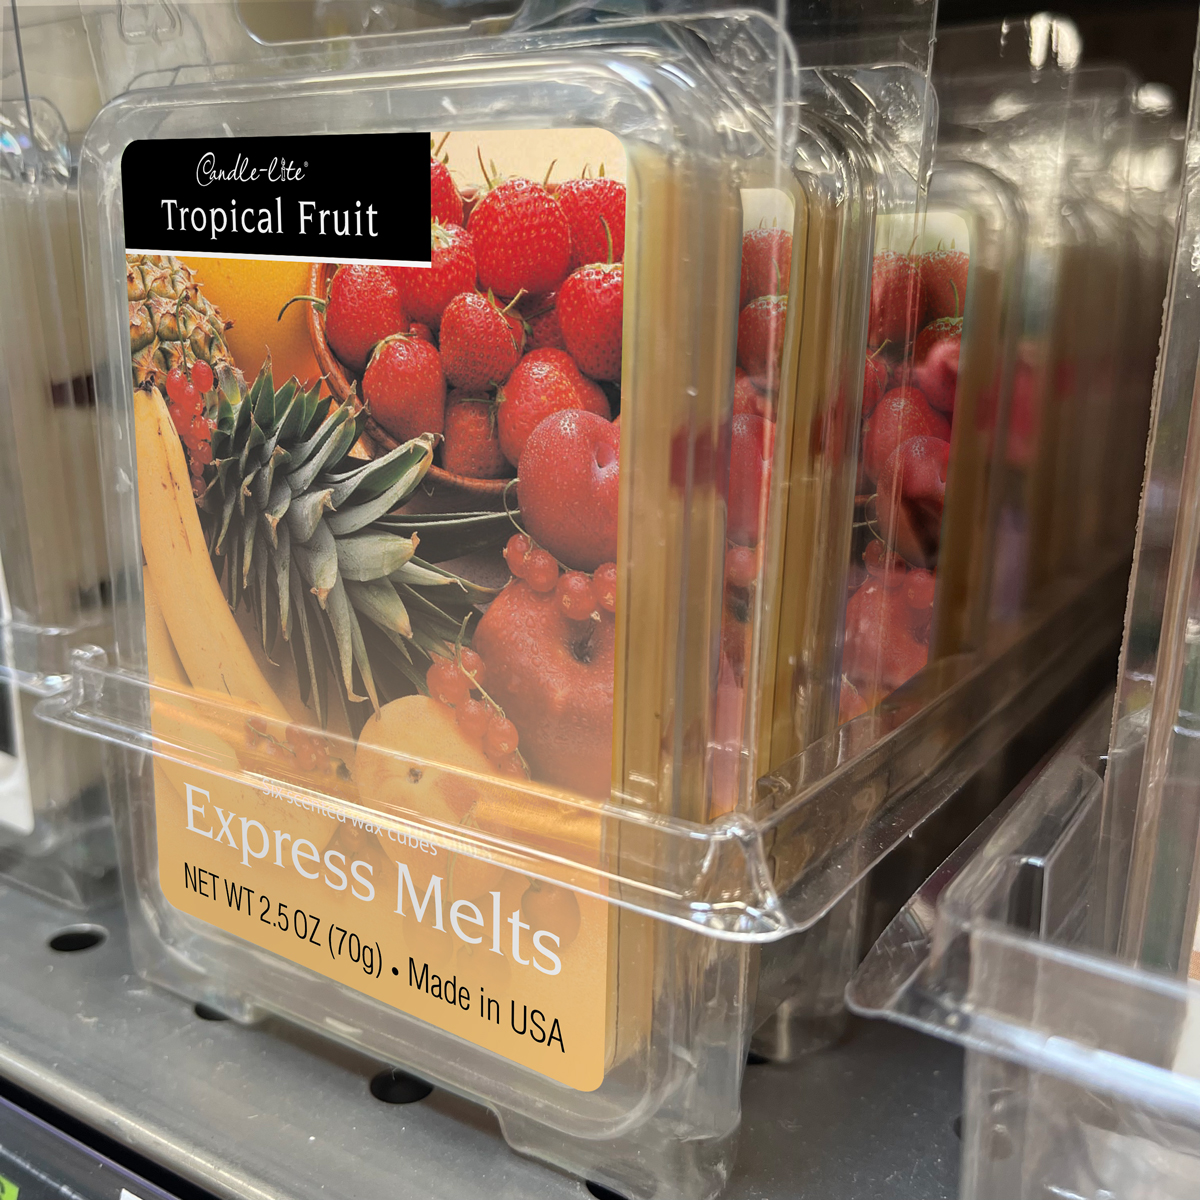 Candle-lite®
Tropical Fruit
Six scented wax cubes
Express Melts
NET WT 2.5 OZ (70g) • Made in USA